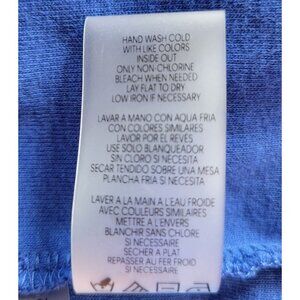 HAND WASH COLD
WITH LIKE COLORS
INSIDE OUT
ONLY NON-CHLORINE
BLEACH WHEN NEEDED
LAY FLAT TO DRY
LOW IRON IF NECESSARY
LAVAR A MANO CON AQUA FRIA
CON COLORES SIMILARES
LAVOR POR EL REVÉS
USE SOLO BLANQUEADOR
SIN CLORO SI NECESITA
SECAR TENDIDO SOBRE UNA MESA
PLANCHA FRIA SI NECESITA
LAVER A LA MAIN A L'EAU FROIDE
AVEC COULEURS SIMILAIRES
METTRE A L'ENVERS
BLANCHIR SANS CHLORE
SI NECESSAIRE
SECHER A PLAT
REPASSER AU FER FROID
SI NECESSAIRE